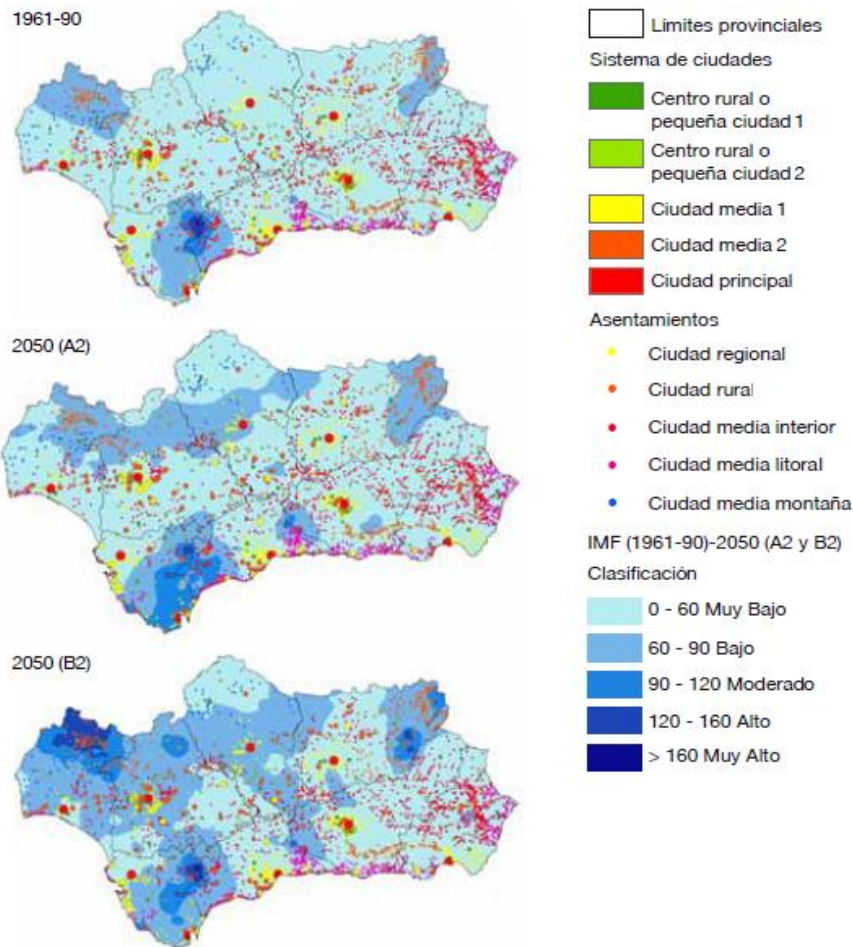 1961-90
2050 (A2)
2050 (B2)
Limites provinciales
Sistema de ciudades
Centro rural o
pequeña ciudad 1
Centro rural o
pequeña ciudad 2
Ciudad media 1
Ciudad media 2
Ciudad principal
Asentamientos
Ciudad regional
Ciudad rural
Ciudad media interior
Ciudad media litoral
Ciudad media montaña
IMF (1961-90)-2050 (A2 y B2)
Clasificación
0 - 60 Muy Bajo
60 - 90 Bajo
90 - 120 Moderado
120 - 160 Alto
> 160 Muy Alto